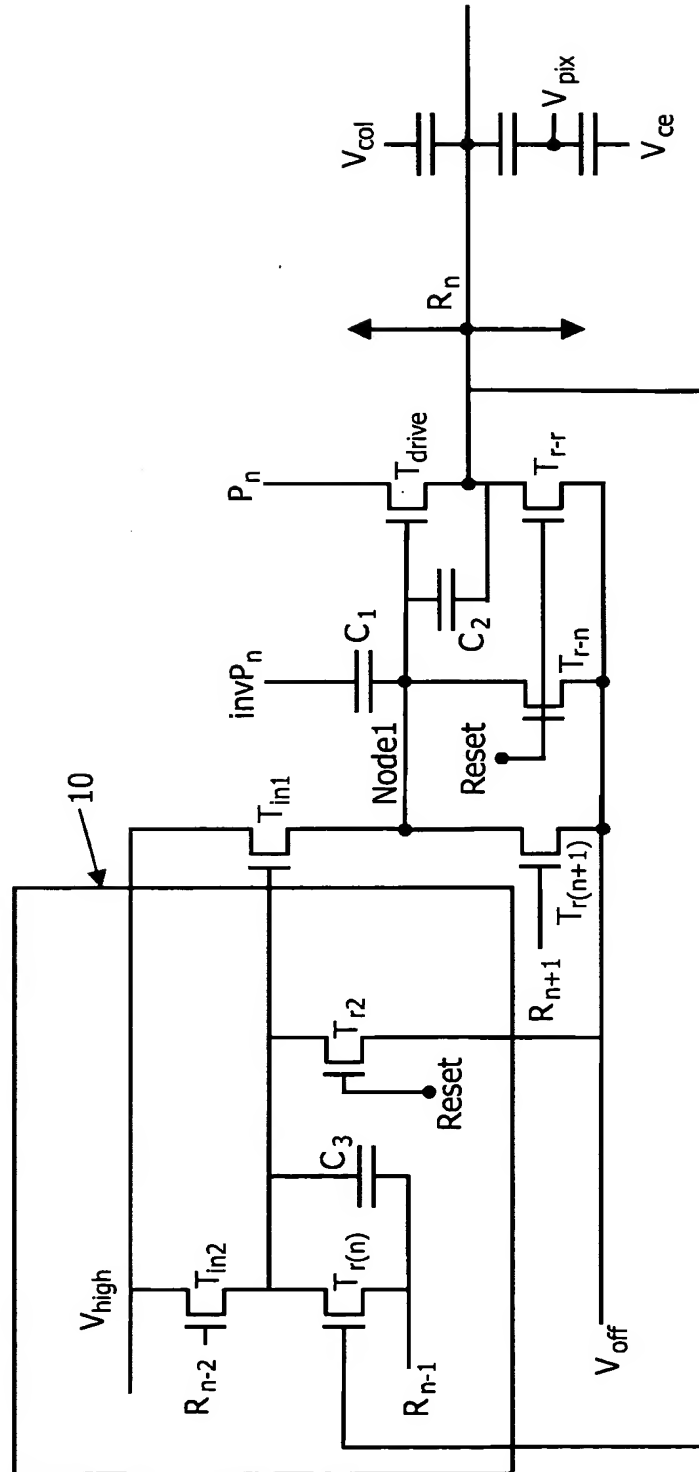 10
V_high
R_n-2
T_in2
T_r(n)
R_n-1
C_3
T_r2
Reset
T_in1
Node1
R_n+1
T_r(n+1)
V_off
invP_n
C_1
C_2
Reset
T_r-n
P_n
T_drive
T_r-r
R_n
V_col
V_pix
V_ce